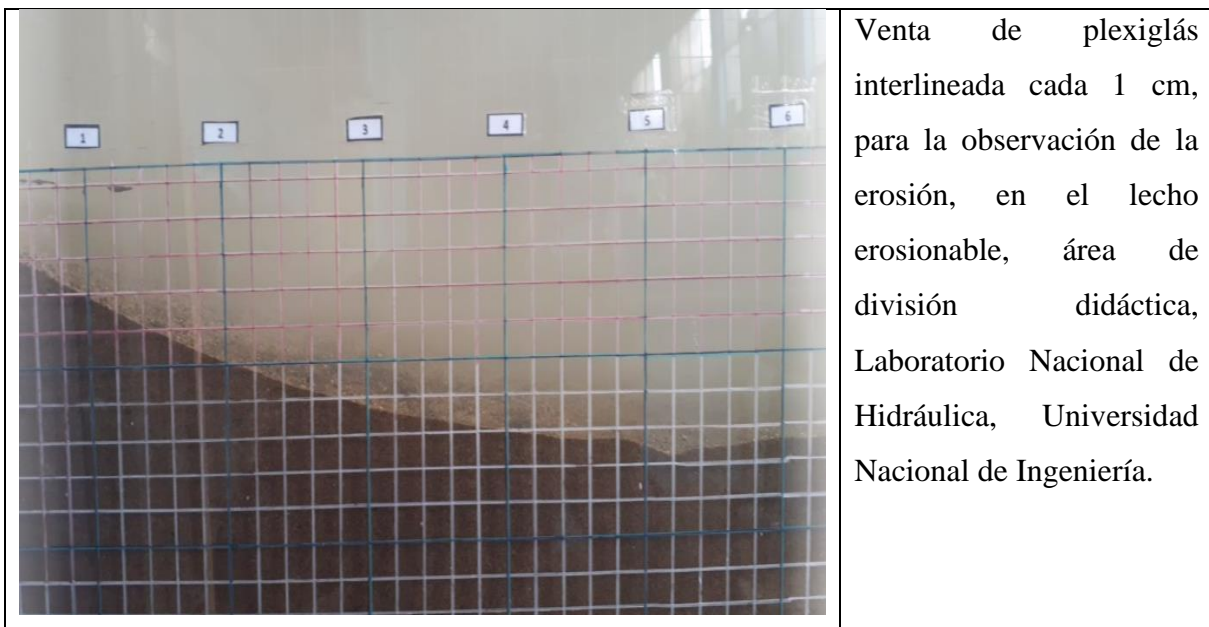 1 2 3 4 5 6
Venta de plexiglás
interlineada cada 1 cm,
para la observación de la
erosión, en el lecho
erosionable, área de
división didáctica,
Laboratorio Nacional de
Hidráulica, Universidad
Nacional de Ingeniería.